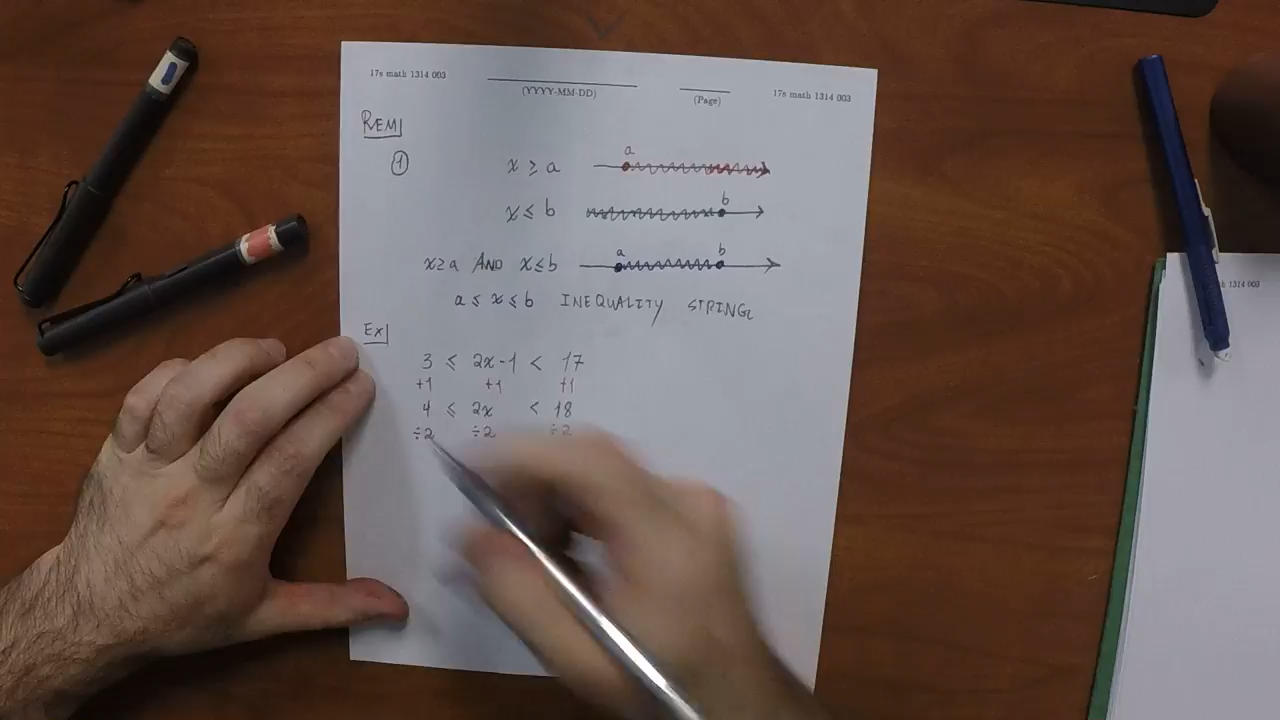 17s math 1314 003 (YYYY-MM-DD) (Page) 17s math 1314 003
REM
1 x ≥ a a
x ≤ b b
x≥a AND x≤b a b
a ≤ x ≤ b INEQUALITY STRING
Ex
3 ≤ 2x-1 < 17
+1 +1 +1
4 ≤ 2x < 18
÷2 ÷2 ÷2